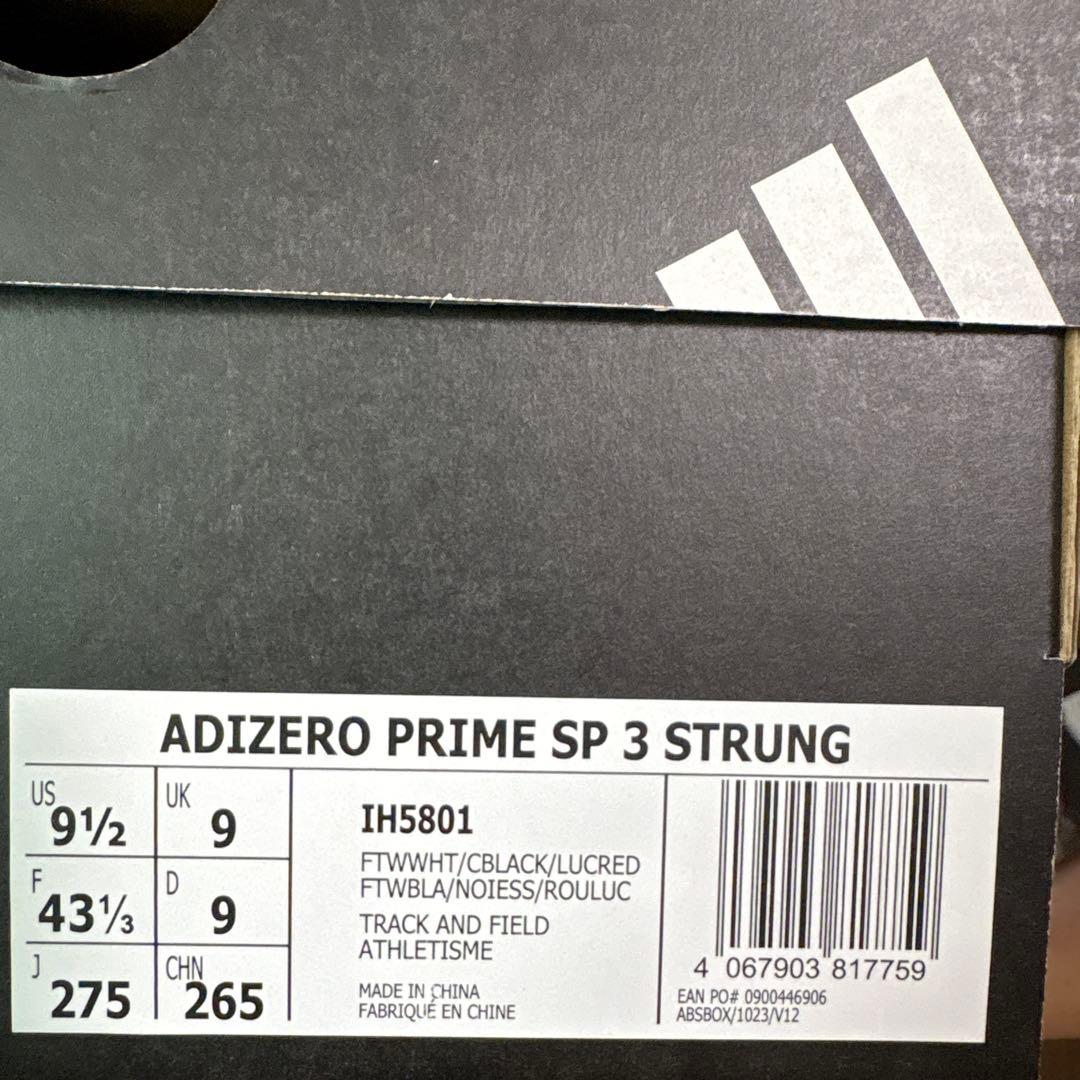 ADIZERO PRIME SP 3 STRUNG
US 9½
UK 9
F 43⅓
D 9
J 275
CHN 265
IH5801
FTWWHT/CBLACK/LUCRED
FTWBLA/NOIESS/ROULUC
TRACK AND FIELD
ATHLETISME
MADE IN CHINA
FABRIQUÉ EN CHINE
4 067903 817759
EAN PO# 0900446906
ABSBOX/1023/V12